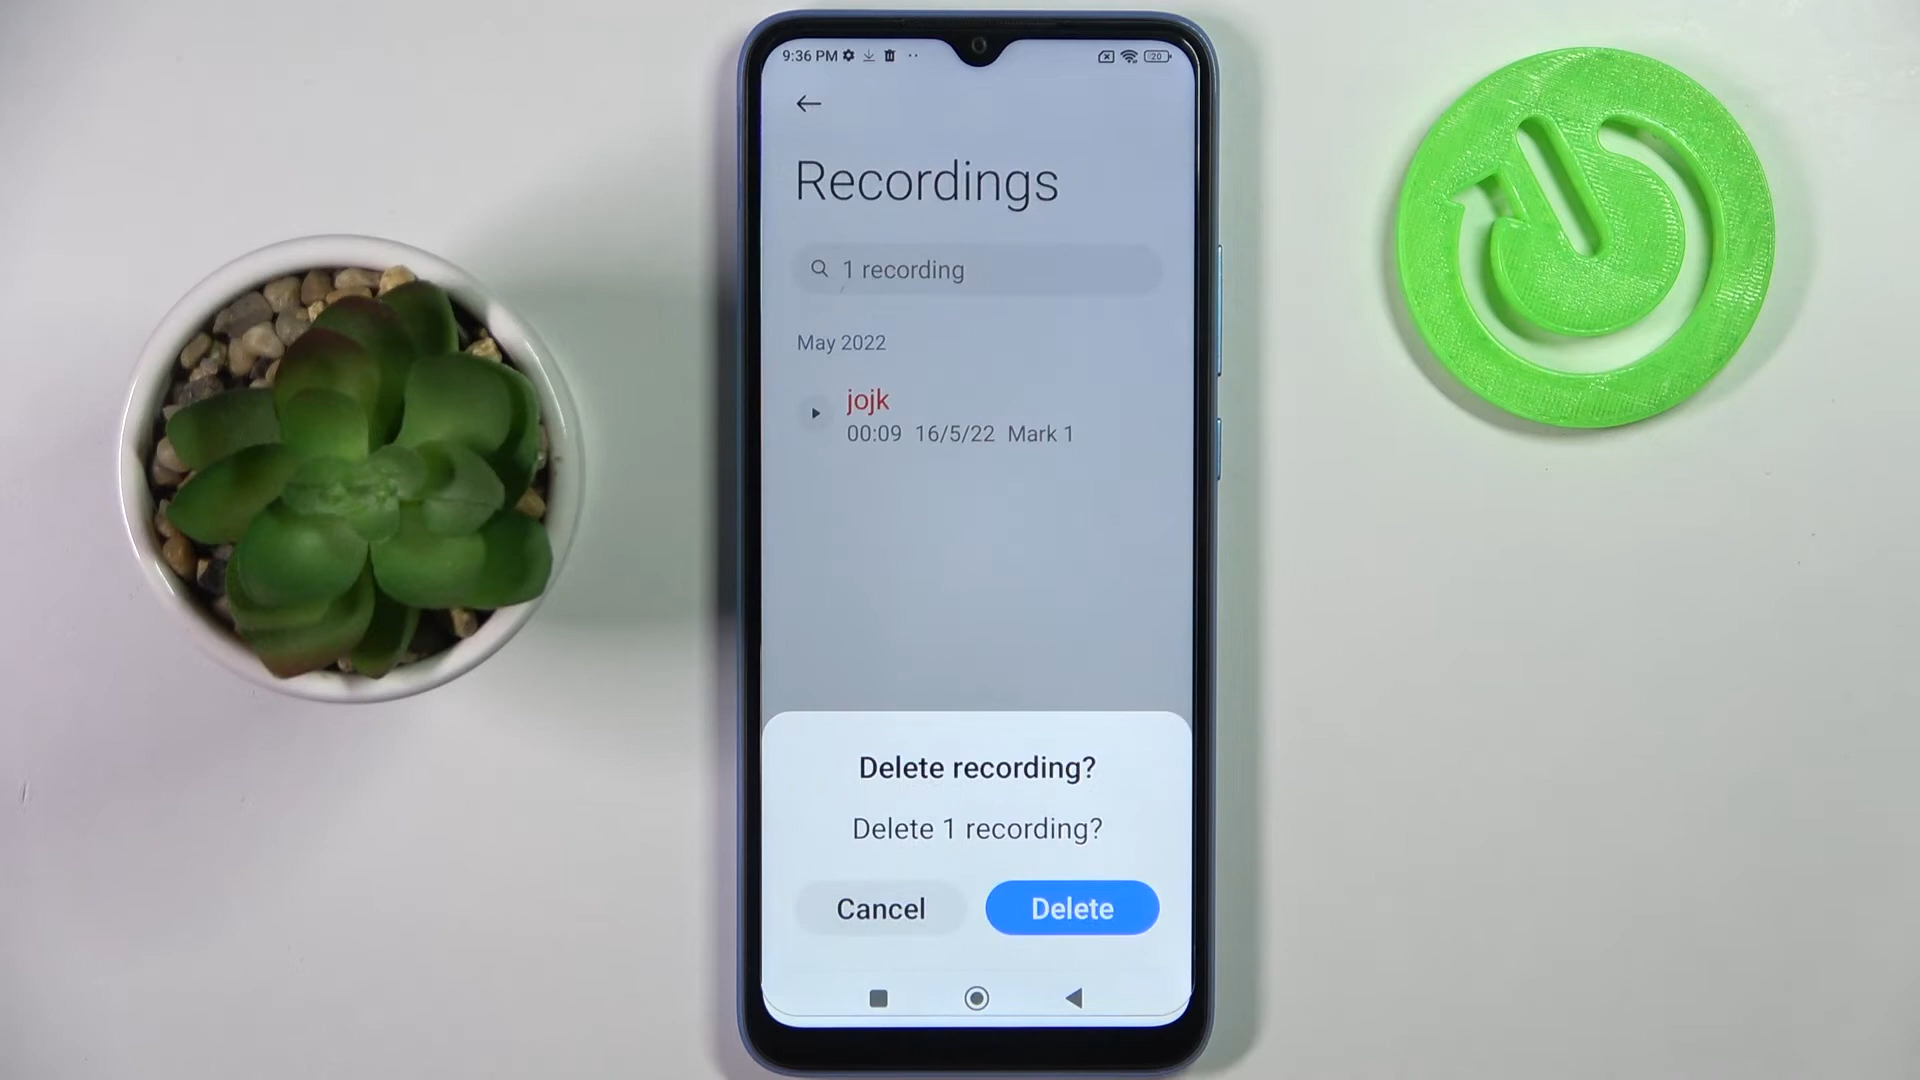 9:36 PM
20
Recordings
1 recording
May 2022
jojk
00:09 16/5/22 Mark 1
Delete recording?
Delete 1 recording?
Cancel Delete